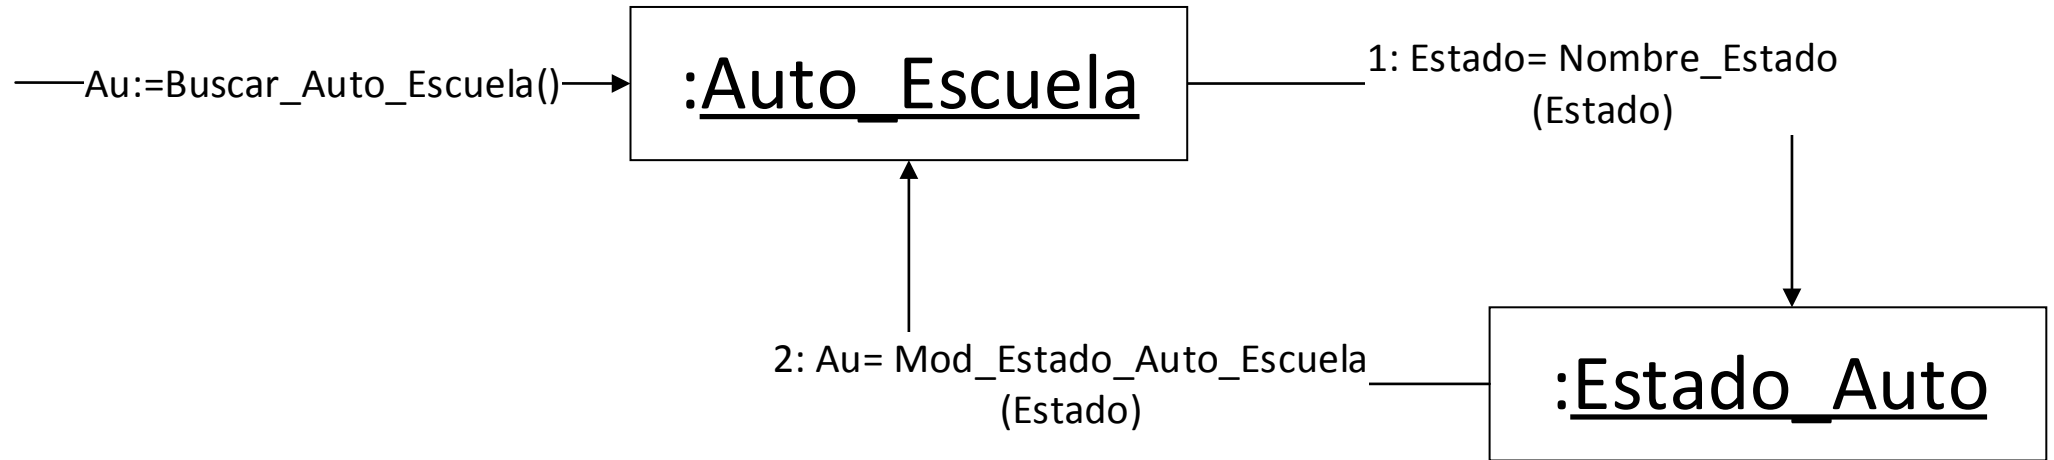 Au:=Buscar_Auto_Escuela()
:Auto_Escuela
1: Estado= Nombre_Estado
(Estado)
2: Au= Mod_Estado_Auto_Escuela
(Estado)
:Estado_Auto